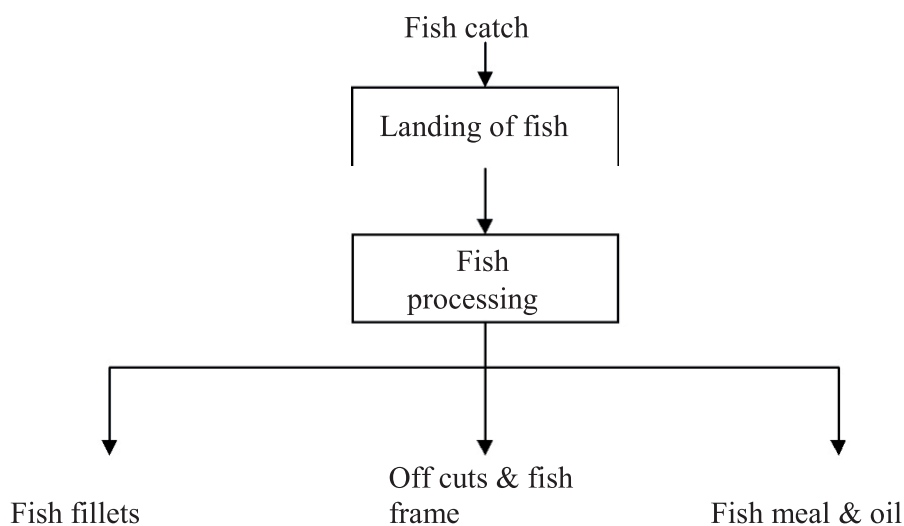 Fish catch
Landing of fish
Fish
processing
Fish fillets
Off cuts & fish
frame
Fish meal & oil